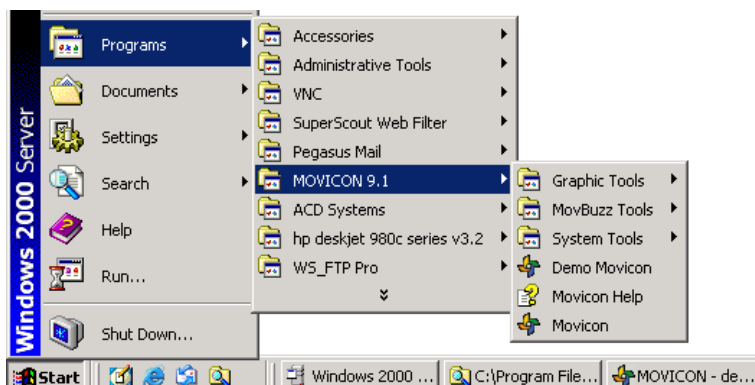 Windows 2000 Server
Programs
Documents
Settings
Search
Help
Run...
Shut Down...
Accessories
Administrative Tools
VNC
SuperScout Web Filter
Pegasus Mail
MOVICON 9.1
ACD Systems
hp deskjet 980c series v3.2
WS_FTP Pro
Graphic Tools
MovBuzz Tools
System Tools
Demo Movicon
Movicon Help
Movicon
Start
Windows 2000 ...
C:\Program File...
MOVICON - de...